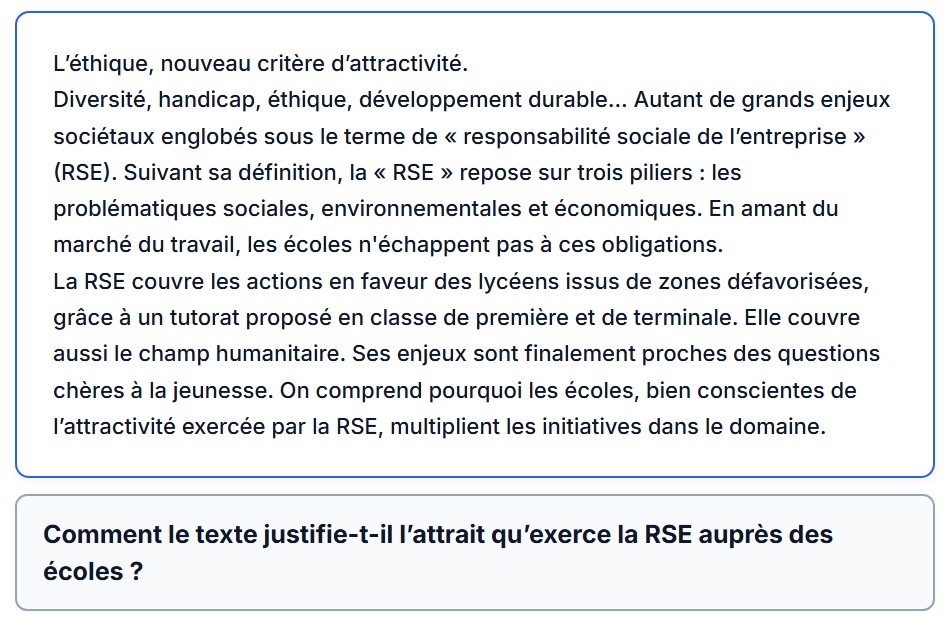 L’éthique, nouveau critère d’attractivité.
Diversité, handicap, éthique, développement durable... Autant de grands enjeux
sociétaux englobés sous le terme de « responsabilité sociale de l’entreprise »
(RSE). Suivant sa définition, la « RSE » repose sur trois piliers : les
problématiques sociales, environnementales et économiques. En amant du
marché du travail, les écoles n'échappent pas à ces obligations.
La RSE couvre les actions en faveur des lycéens issus de zones défavorisées,
grâce à un tutorat proposé en classe de première et de terminale. Elle couvre
aussi le champ humanitaire. Ses enjeux sont finalement proches des questions
chères à la jeunesse. On comprend pourquoi les écoles, bien conscientes de
l’attractivité exercée par la RSE, multiplient les initiatives dans le domaine.
Comment le texte justifie-t-il l’attrait qu’exerce la RSE auprès des
écoles ?